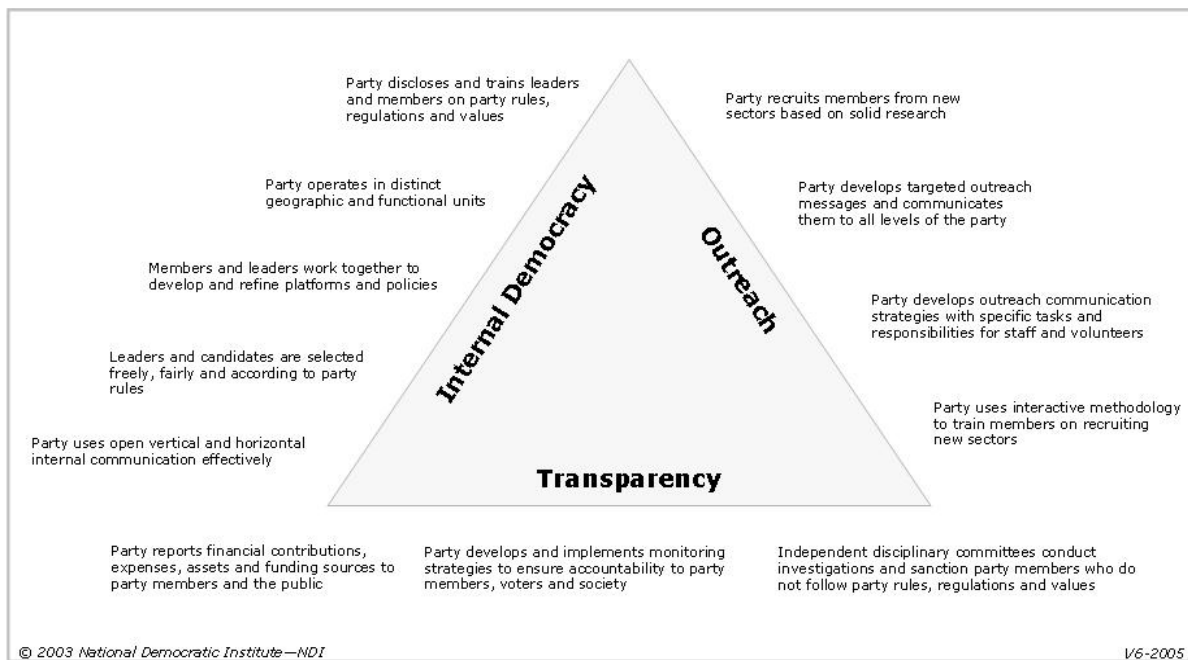 Party discloses and trains leaders
and members on party rules,
regulations and values
Party operates in distinct
geographic and functional units
Members and leaders work together to
develop and refine platforms and policies
Leaders and candidates are selected
freely, fairly and according to party
rules
Party uses open vertical and horizontal
internal communication effectively
Internal Democracy
Party recruits members from new
sectors based on solid research
Party develops targeted outreach
messages and communicates
them to all levels of the party
Party develops outreach communication
strategies with specific tasks and
responsibilities for staff and volunteers
Party uses interactive methodology
to train members on recruiting
new sectors
Outreach
Transparency
Party reports financial contributions,
expenses, assets and funding sources to
party members and the public
Party develops and implements monitoring
strategies to ensure accountability to party
members, voters and society
Independent disciplinary committees conduct
investigations and sanction party members who do
not follow party rules, regulations and values
© 2003 National Democratic Institute—NDI
V6-2005